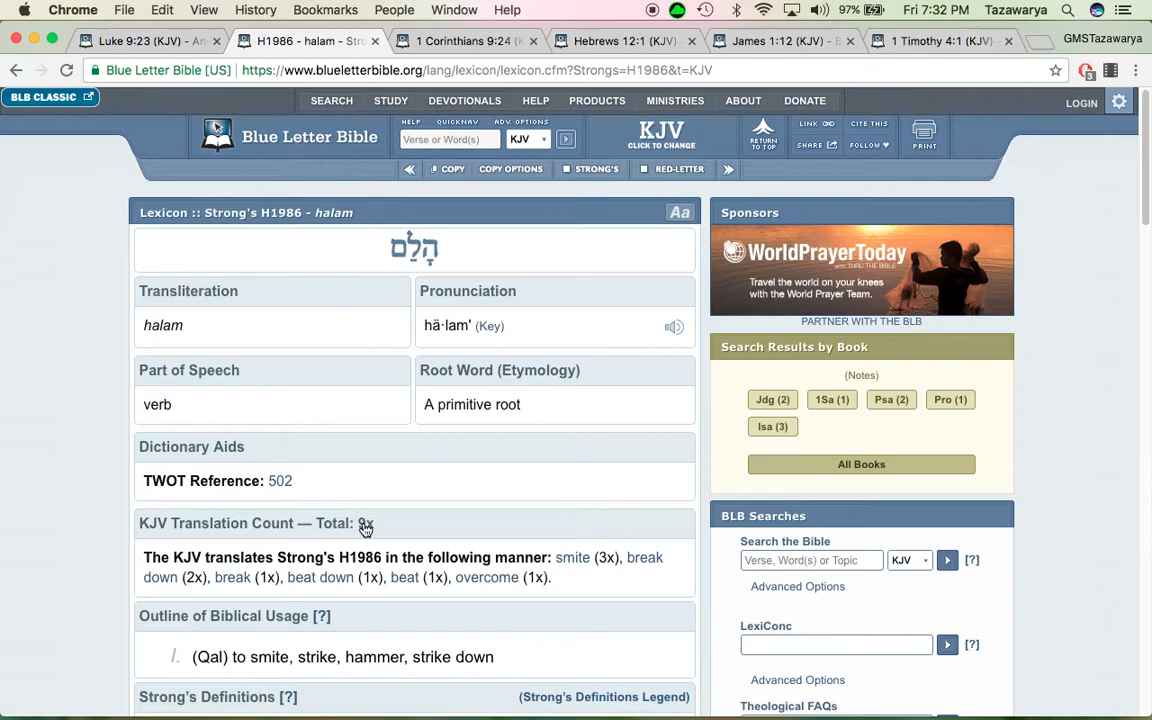 Chrome File Edit View History Bookmarks People Window Help 97% Fri 7:32 PM Tazawarya
Luke 9:23 (KJV) - An × H1986 - halam - Stro × 1 Corinthians 9:24 (K × Hebrews 12:1 (KJV) - × James 1:12 (KJV) - B × 1 Timothy 4:1 (KJV) - × GMSTazawarya
Blue Letter Bible [US] https://www.blueletterbible.org/lang/lexicon/lexicon.cfm?Strongs=H1986&t=KJV 3
BLB CLASSIC SEARCH STUDY DEVOTIONALS HELP PRODUCTS MINISTRIES ABOUT DONATE LOGIN
HELP QUICKNAV ADV. OPTIONS
Blue Letter Bible Verse or Word(s) KJV
KJV
CLICK TO CHANGE
RETURN TO TOP
LINK CITE THIS
SHARE FOLLOW
PRINT
COPY COPY OPTIONS STRONG'S RED-LETTER
Lexicon :: Strong's H1986 - halam Aa
הָלַם
Transliteration
halam
Pronunciation
hä·lam' (Key)
Part of Speech
verb
Root Word (Etymology)
A primitive root
Dictionary Aids
TWOT Reference: 502
KJV Translation Count — Total: 9x
The KJV translates Strong's H1986 in the following manner: smite (3x), break
down (2x), break (1x), beat down (1x), beat (1x), overcome (1x).
Outline of Biblical Usage [?]
I. (Qal) to smite, strike, hammer, strike down
Strong's Definitions [?] (Strong's Definitions Legend)
Sponsors
WorldPrayerToday
with THRU the BIBLE
Travel the world on your knees
with the World Prayer Team.
PARTNER WITH THE BLB
Search Results by Book
(Notes)
Jdg (2) 1Sa (1) Psa (2) Pro (1)
Isa (3)
All Books
BLB Searches
Search the Bible
Verse, Word(s) or Topic KJV [?]
Advanced Options
LexiConc
[?]
Advanced Options
Theological FAQs